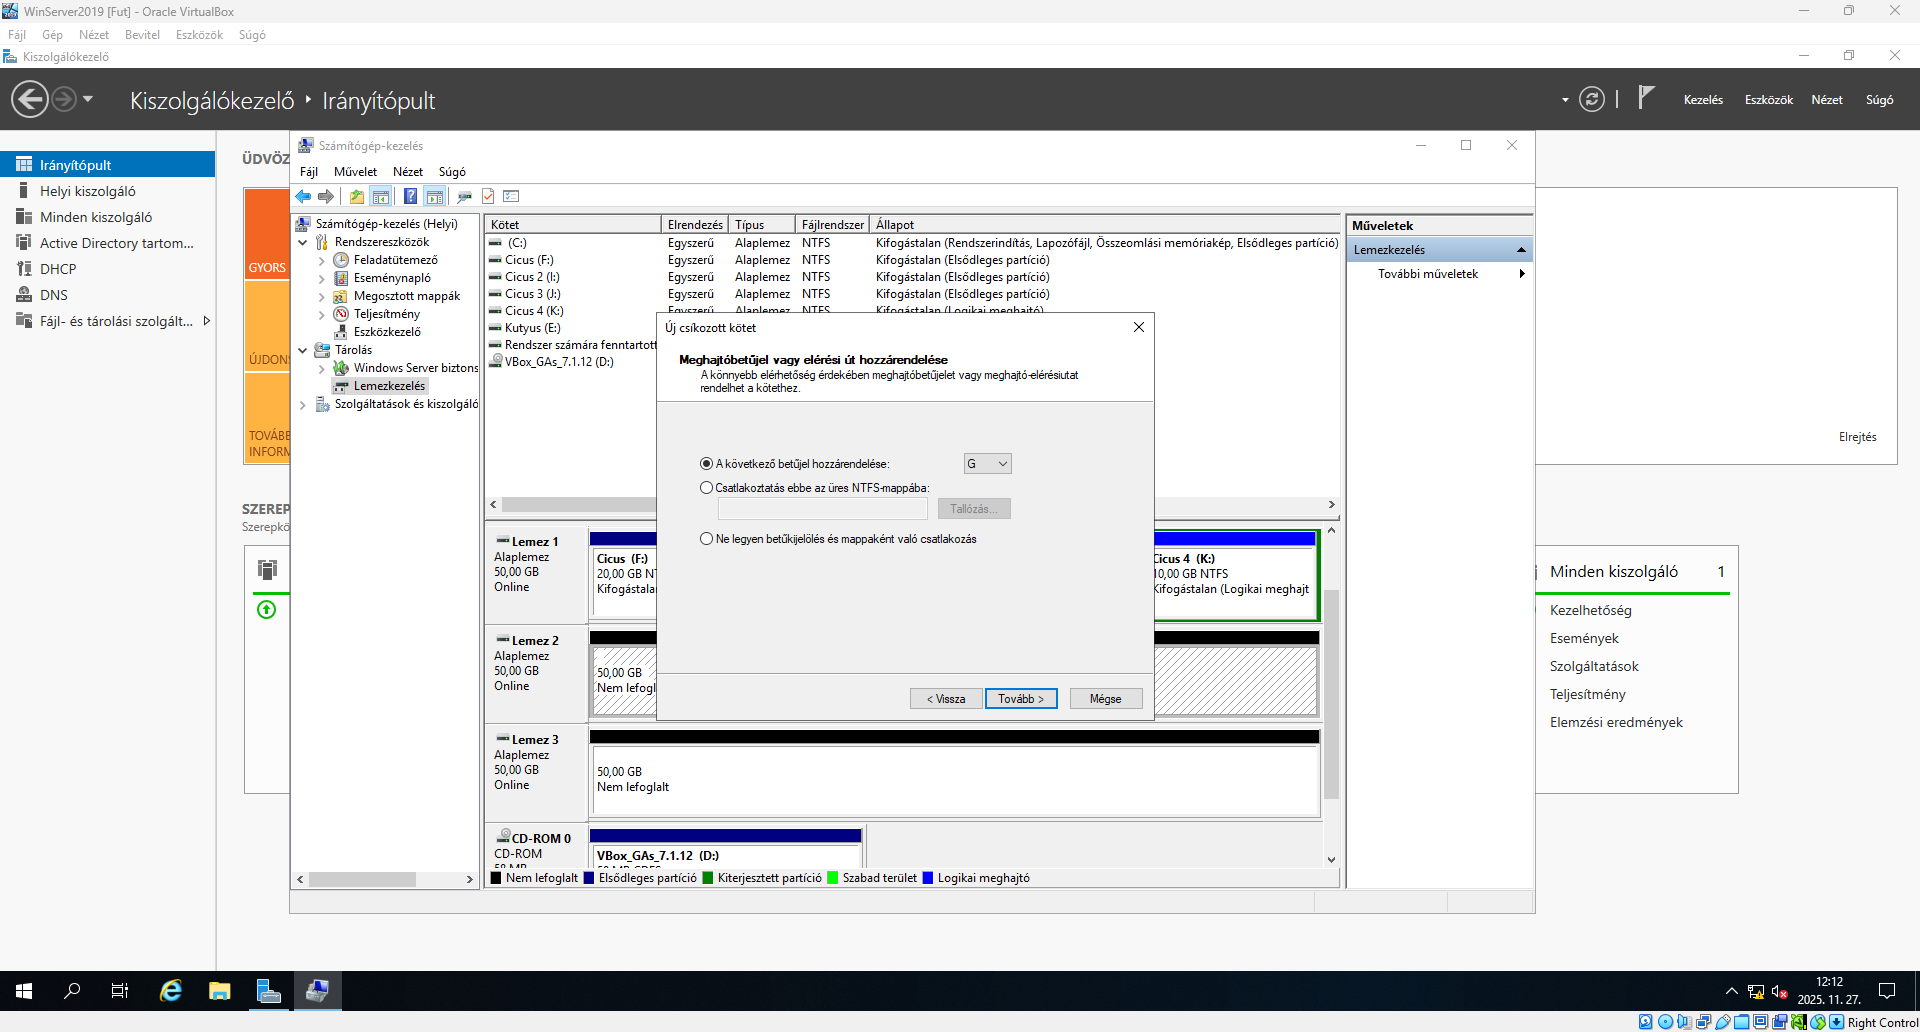 WinServer2019 [Fut] - Oracle VirtualBox
Fájl Gép Nézet Bevitel Eszközök Súgó
Kiszolgálókezelő
Kiszolgálókezelő Irányítópult
Kezelés Eszközök Nézet Súgó
Irányítópult
Helyi kiszolgáló
Minden kiszolgáló
Active Directory tartom...
DHCP
DNS
Fájl- és tárolási szolgált...
ÜDVÖZ
GYORS
ÚJDONS
TOVÁBB
INFORM
SZEREP
Szerepkö
Számítógép-kezelés
Fájl Művelet Nézet Súgó
Számítógép-kezelés (Helyi)
Rendszereszközök
Feladatütemező
Eseménynapló
Megosztott mappák
Teljesítmény
Eszközkezelő
Tárolás
Windows Server biztons
Lemezkezelés
Szolgáltatások és kiszolgáló
Kötet Elrendezés Típus Fájlrendszer Állapot
(C:) Egyszerű Alaplemez NTFS Kifogástalan (Rendszerindítás, Lapozófájl, Összeomlási memóriakép, Elsődleges partíció)
Cicus (F:) Egyszerű Alaplemez NTFS Kifogástalan (Elsődleges partíció)
Cicus 2 (I:) Egyszerű Alaplemez NTFS Kifogástalan (Elsődleges partíció)
Cicus 3 (J:) Egyszerű Alaplemez NTFS Kifogástalan (Elsődleges partíció)
Cicus 4 (K:) Egyszerű Alaplemez NTFS Kifogástalan (Logikai meghajtó)
Kutyus (E:)
Rendszer számára fenntartott
VBox_GAs_7.1.12 (D:)
Új csíkozott kötet
Meghajtóbetűjel vagy elérési út hozzárendelése
A könnyebb elérhetőség érdekében meghajtóbetűjelet vagy meghajtó-elérésiutat
rendelhet a kötethez.
A következő betűjel hozzárendelése: G
Csatlakoztatás ebbe az üres NTFS-mappába:
Tallózás...
Ne legyen betűkijelölés és mappaként való csatlakozás
< Vissza Tovább > Mégse
Lemez 1
Alaplemez
50,00 GB
Online
Cicus (F:)
20,00 GB NT
Kifogástala
Cicus 4 (K:)
10,00 GB NTFS
Kifogástalan (Logikai meghajt
Lemez 2
Alaplemez
50,00 GB
Online
50,00 GB
Nem lefogl
Lemez 3
Alaplemez
50,00 GB
Online
50,00 GB
Nem lefoglalt
CD-ROM 0
CD-ROM
VBox_GAs_7.1.12 (D:)
Nem lefoglalt Elsődleges partíció Kiterjesztett partíció Szabad terület Logikai meghajtó
Műveletek
Lemezkezelés
További műveletek
Elrejtés
Minden kiszolgáló 1
Kezelhetőség
Események
Szolgáltatások
Teljesítmény
Elemzési eredmények
12:12
2025. 11. 27.
Right Control